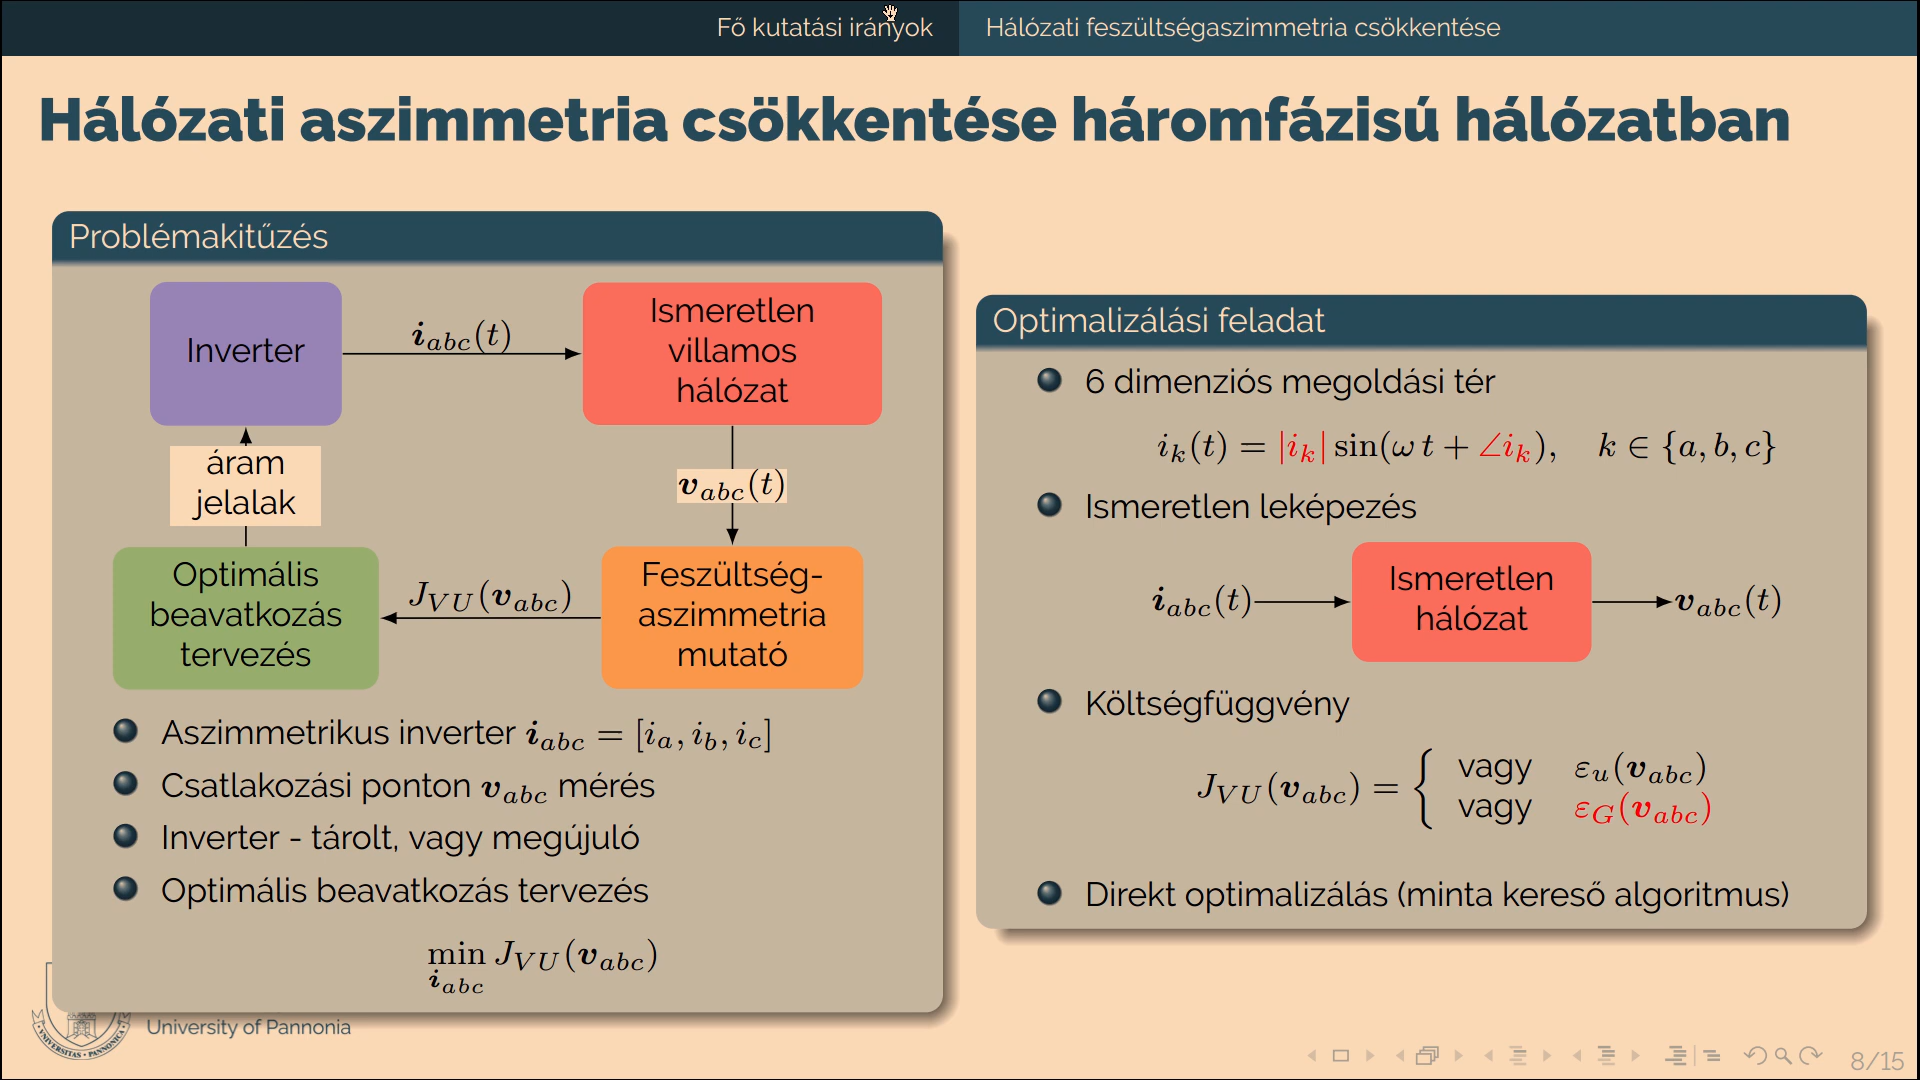 Fő kutatási irányok
Hálózati feszültségaszimmetria csökkentése
Hálózati aszimmetria csökkentése háromfázisú hálózatban
Problémakitűzés
Inverter
i_abc(t)
Ismeretlen
villamos
hálózat
áram
jelalak
v_abc(t)
Optimális
beavatkozás
tervezés
J_VU(v_abc)
Feszültség-
aszimmetria
mutató
Aszimmetrikus inverter i_abc = [i_a, i_b, i_c]
Csatlakozási ponton v_abc mérés
Inverter - tárolt, vagy megújuló
Optimális beavatkozás tervezés
min J_VU(v_abc)
i_abc
Optimalizálási feladat
6 dimenziós megoldási tér
i_k(t) = |i_k| sin(ω t + ∠i_k), k ∈ {a, b, c}
Ismeretlen leképezés
i_abc(t)
Ismeretlen
hálózat
v_abc(t)
Költségfüggvény
J_VU(v_abc) = {
vagy ε_u(v_abc)
vagy ε_G(v_abc)
Direkt optimalizálás (minta kereső algoritmus)
UNIVERSITAS • PANNONICA
University of Pannonia
8/15